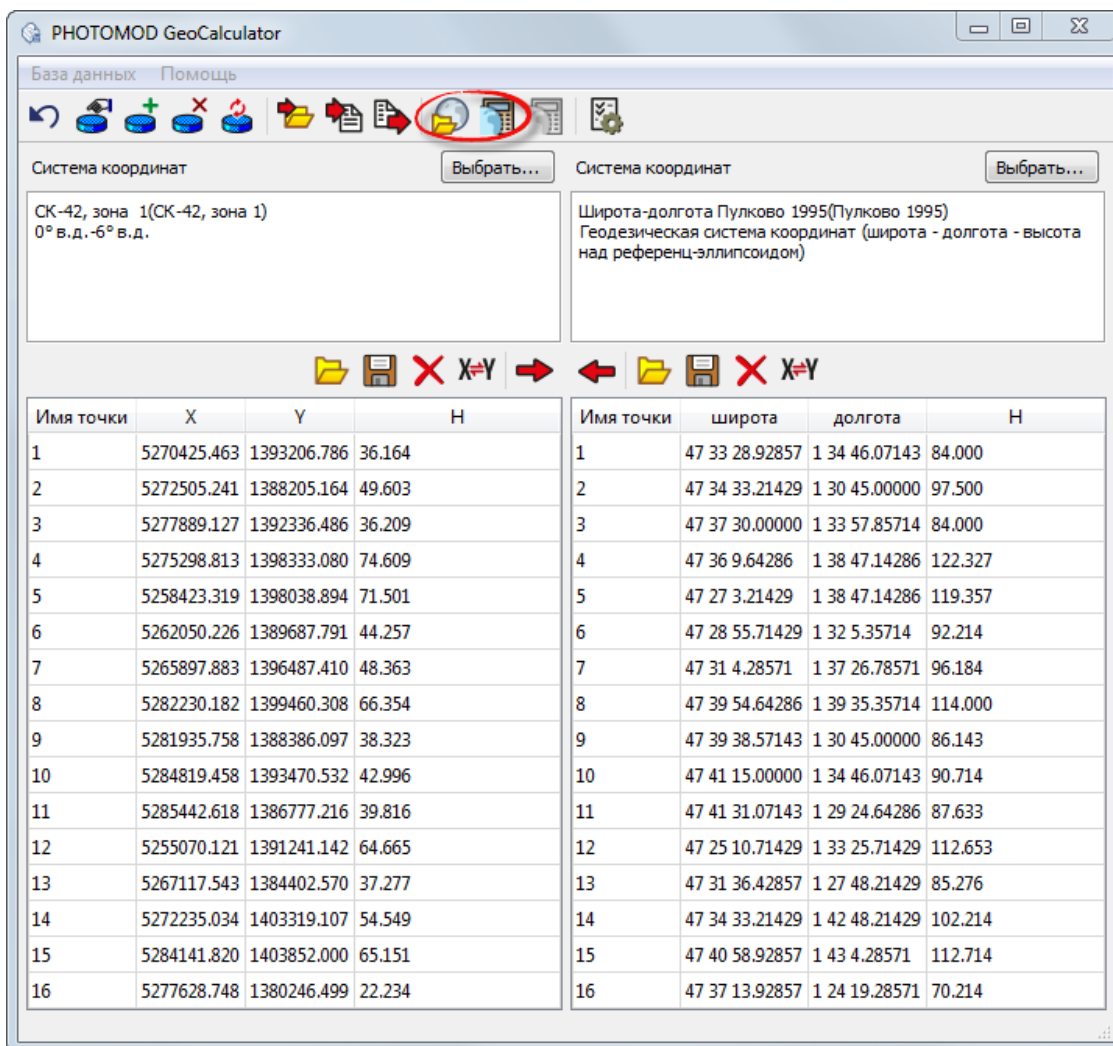 PHOTOMOD GeoCalculator
База данных Помощь
Система координат Выбрать... Система координат Выбрать...
СК-42, зона 1(СК-42, зона 1)
0° в.д.-6° в.д.
Широта-долгота Пулково 1995(Пулково 1995)
Геодезическая система координат (широта - долгота - высота
над референц-эллипсоидом)
X⇌Y X⇌Y
Имя точки X Y H Имя точки широта долгота H
1 5270425.463 1393206.786 36.164 1 47 33 28.92857 1 34 46.07143 84.000
2 5272505.241 1388205.164 49.603 2 47 34 33.21429 1 30 45.00000 97.500
3 5277889.127 1392336.486 36.209 3 47 37 30.00000 1 33 57.85714 84.000
4 5275298.813 1398333.080 74.609 4 47 36 9.64286 1 38 47.14286 122.327
5 5258423.319 1398038.894 71.501 5 47 27 3.21429 1 38 47.14286 119.357
6 5262050.226 1389687.791 44.257 6 47 28 55.71429 1 32 5.35714 92.214
7 5265897.883 1396487.410 48.363 7 47 31 4.28571 1 37 26.78571 96.184
8 5282230.182 1399460.308 66.354 8 47 39 54.64286 1 39 35.35714 114.000
9 5281935.758 1388386.097 38.323 9 47 39 38.57143 1 30 45.00000 86.143
10 5284819.458 1393470.532 42.996 10 47 41 15.00000 1 34 46.07143 90.714
11 5285442.618 1386777.216 39.816 11 47 41 31.07143 1 29 24.64286 87.633
12 5255070.121 1391241.142 64.665 12 47 25 10.71429 1 33 25.71429 112.653
13 5267117.543 1384402.570 37.277 13 47 31 36.42857 1 27 48.21429 85.276
14 5272235.034 1403319.107 54.549 14 47 34 33.21429 1 42 48.21429 102.214
15 5284141.820 1403852.000 65.151 15 47 40 58.92857 1 43 4.28571 112.714
16 5277628.748 1380246.499 22.234 16 47 37 13.92857 1 24 19.28571 70.214